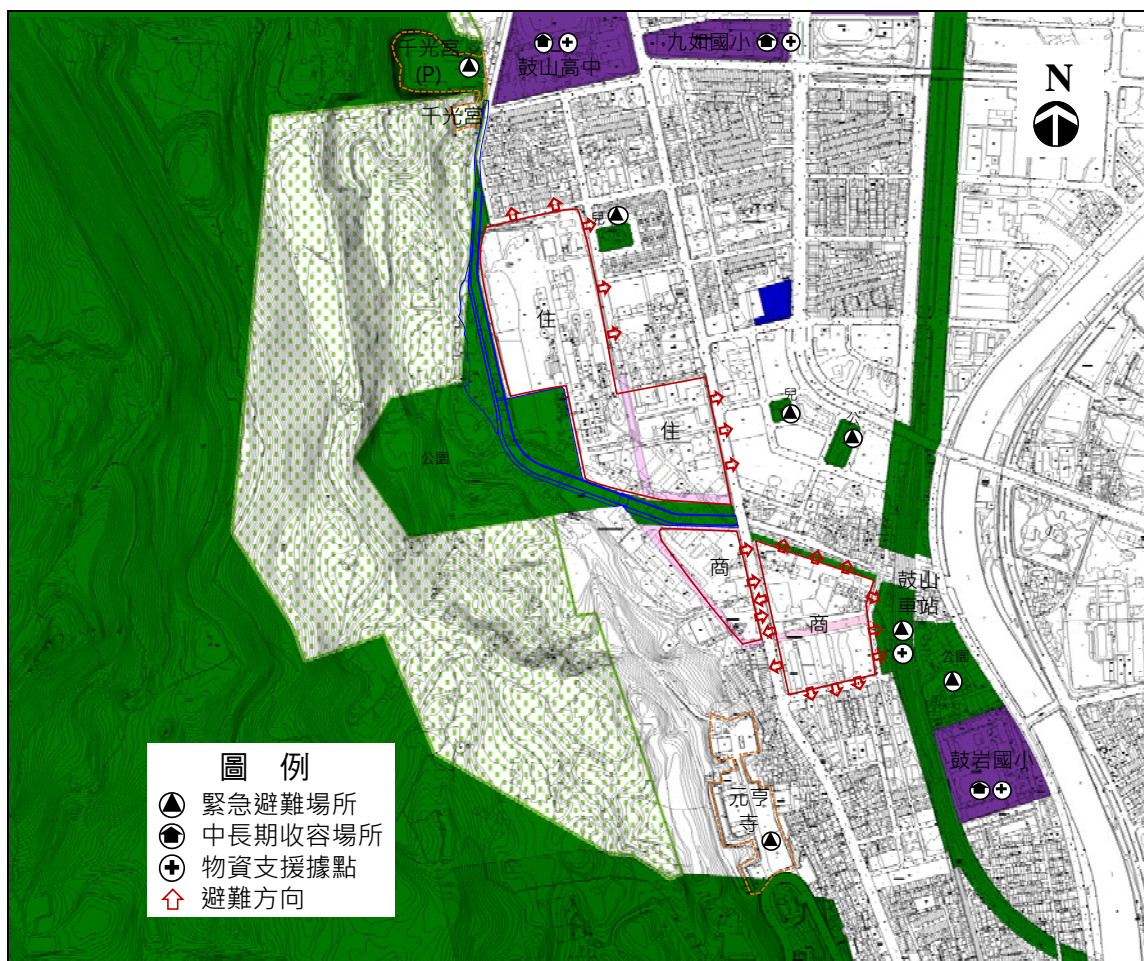 千光宮
(P)
鼓山高中
九如國小
N
千光宮
兒
住
兒
公
住
公園
商
商
鼓山
車站
公園
鼓岩國小
元亨
寺
圖 例
緊急避難場所
中長期收容場所
物資支援據點
避難方向